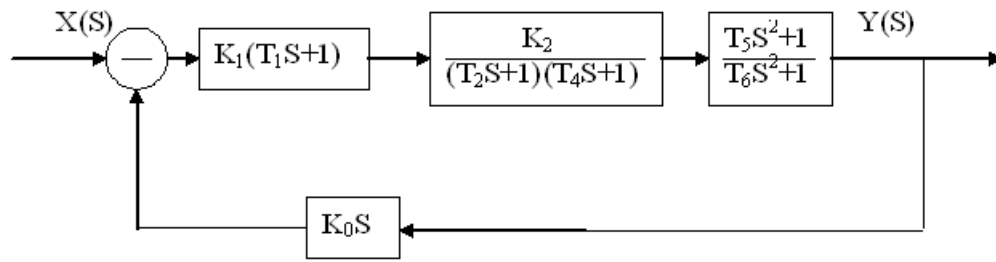 X(S)
Y(S)
—
K₁(T₁S+1)
K₂
(T₂S+1)(T₄S+1)
T₅S²+1
T₆S²+1
K₀S